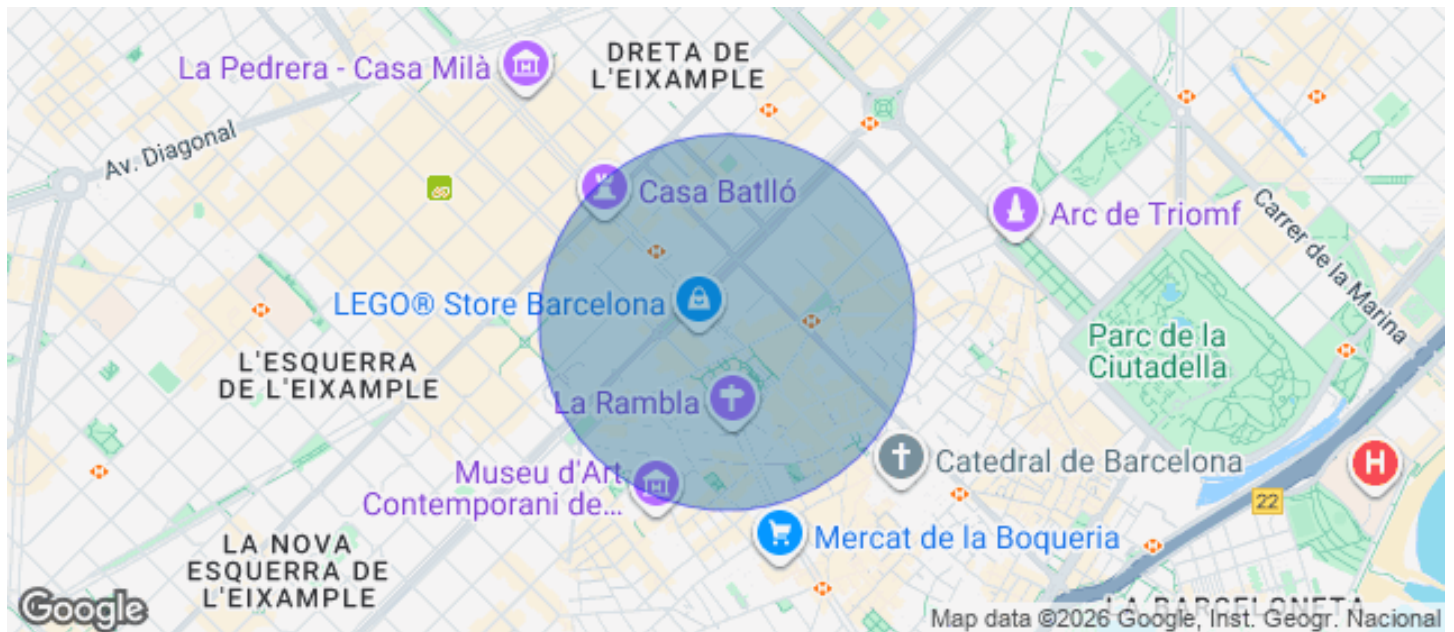 DRETA DE
L'EIXAMPLE
La Pedrera - Casa Milà
Av. Diagonal
Casa Batlló
Arc de Triomf
Carrer de la Marina
LEGO® Store Barcelona
L'ESQUERRA
DE L'EIXAMPLE
Parc de la
Ciutadella
La Rambla
Museu d'Art
Contemporani de...
Catedral de Barcelona
H
22
Mercat de la Boqueria
LA NOVA
ESQUERRA DE
L'EIXAMPLE
LA BARCELONETA
Google
Map data ©2026 Google, Inst. Geogr. Nacional